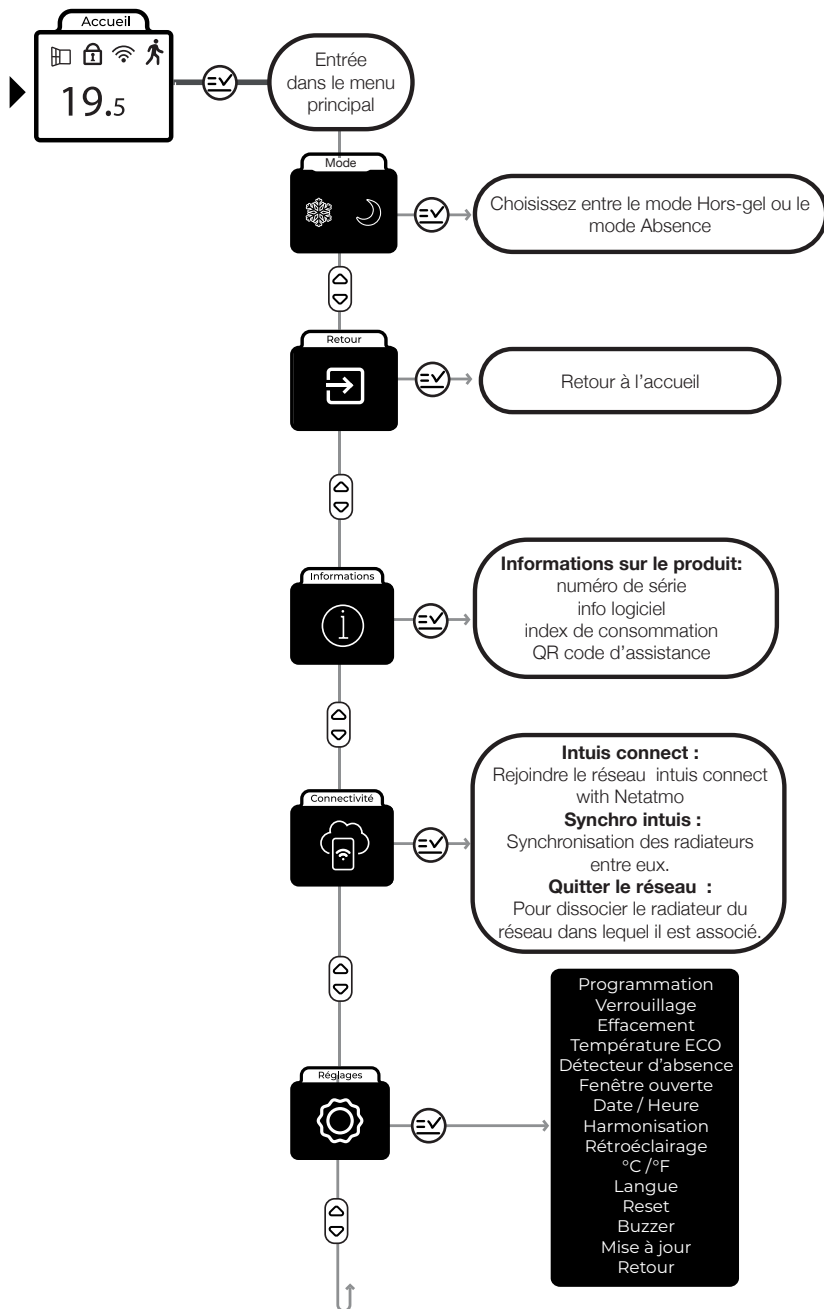 Accueil
19.5
Entrée
dans le menu
principal
Mode
Choisissez entre le mode Hors-gel ou le
mode Absence
Retour
Retour à l'accueil
Informations
Informations sur le produit:
numéro de série
info logiciel
index de consommation
QR code d'assistance
Connectivité
Intuis connect :
Rejoindre le réseau intuis connect
with Netatmo
Synchro intuis :
Synchronisation des radiateurs
entre eux.
Quitter le réseau :
Pour dissocier le radiateur du
réseau dans lequel il est associé.
Réglages
Programmation
Verrouillage
Effacement
Température ECO
Détecteur d'absence
Fenêtre ouverte
Date / Heure
Harmonisation
Rétroéclairage
°C /°F
Langue
Reset
Buzzer
Mise à jour
Retour